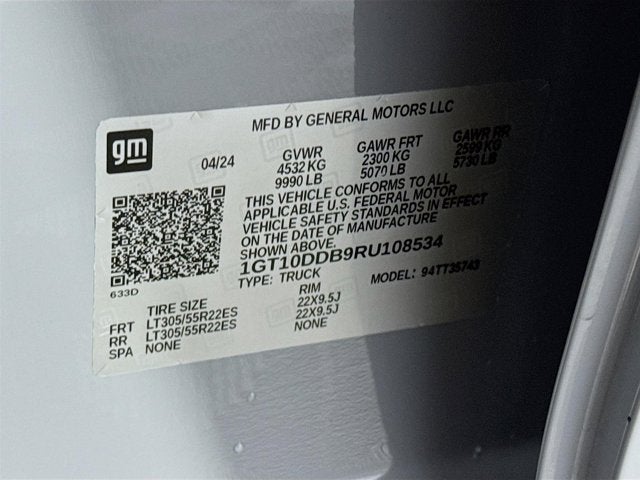 MFD BY GENERAL MOTORS LLC
gm
04/24 GVWR GAWR FRT GAWR RR
4532 KG 2300 KG 2599 KG
9990 LB 5070 LB 5730 LB
THIS VEHICLE CONFORMS TO ALL
APPLICABLE U.S. FEDERAL MOTOR
VEHICLE SAFETY STANDARDS IN EFFECT
ON THE DATE OF MANUFACTURE
SHOWN ABOVE.
1GT10DDB9RU108534
TYPE: TRUCK MODEL: 94TT35743
633D
TIRE SIZE RIM
FRT LT305/55R22ES 22X9.5J
RR LT305/55R22ES 22X9.5J
SPA NONE NONE